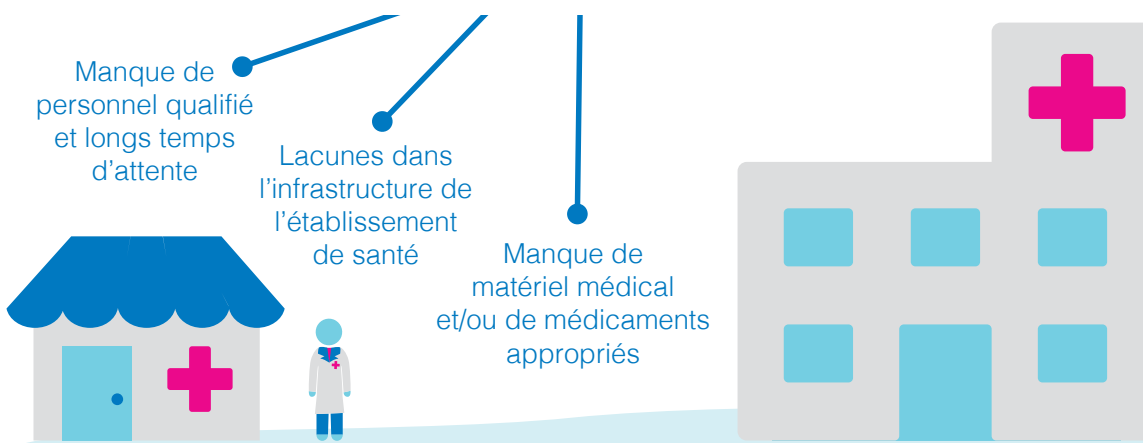 Manque de
personnel qualifié
et longs temps
d'attente
Lacunes dans
l'infrastructure de
l'établissement
de santé
Manque de
matériel médical
et/ou de médicaments
appropriés